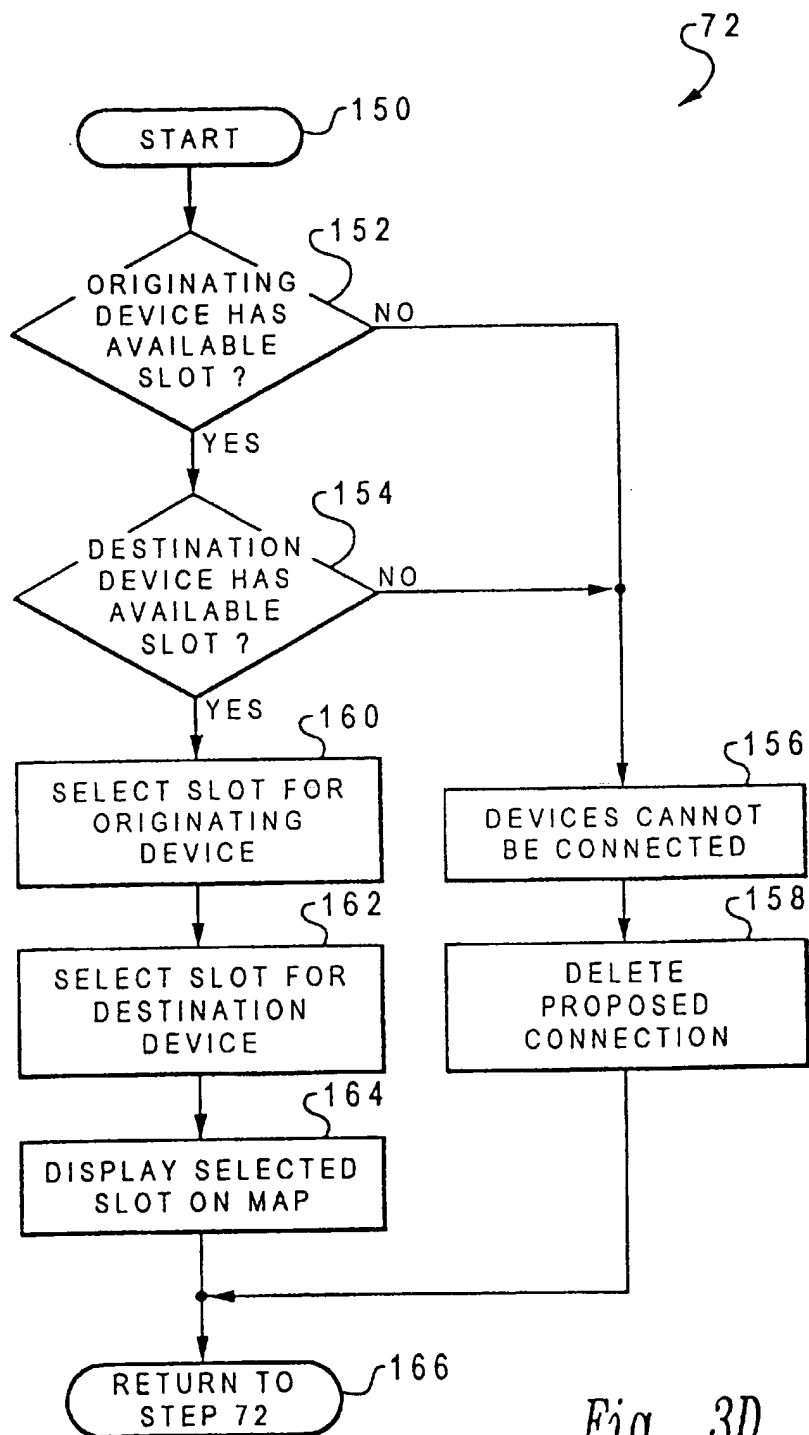 72
START
150
ORIGINATING
DEVICE HAS
AVAILABLE
SLOT ?
152
NO
YES
DESTINATION
DEVICE HAS
AVAILABLE
SLOT ?
154
NO
YES
SELECT SLOT FOR
ORIGINATING
DEVICE
160
DEVICES CANNOT
BE CONNECTED
156
SELECT SLOT FOR
DESTINATION
DEVICE
162
DELETE
PROPOSED
CONNECTION
158
DISPLAY SELECTED
SLOT ON MAP
164
RETURN TO
STEP 72
166
Fig. 3D